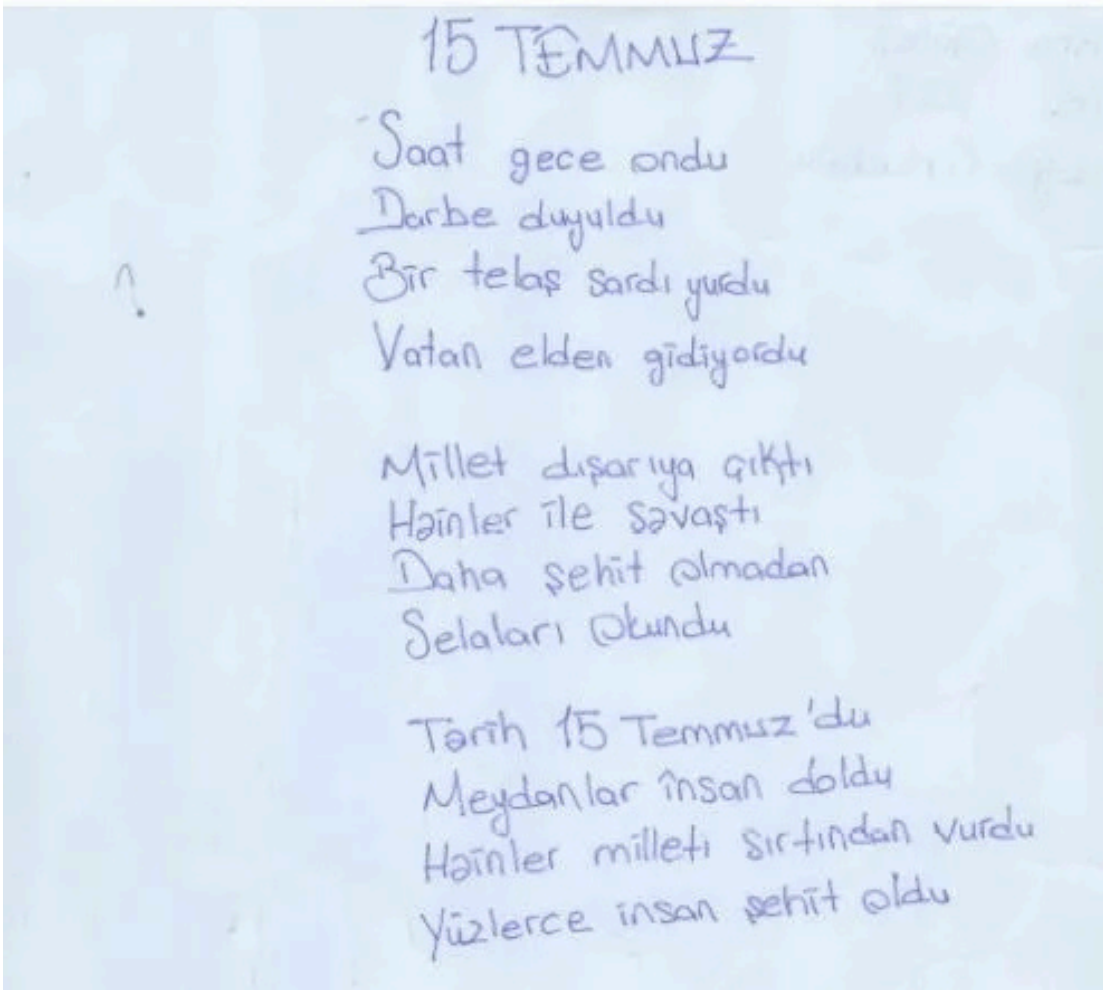 15 TEMMUZ
Saat gece ondu
Darbe duyuldu
Bir telaş sardı yurdu
Vatan elden gidiyordu
Millet dışarıya çıktı
Hainler ile savaştı
Daha şehit olmadan
Selaları okundu
Tarih 15 Temmuz'du
Meydanlar insan doldu
Hainler milleti sırtından vurdu
Yüzlerce insan şehit oldu